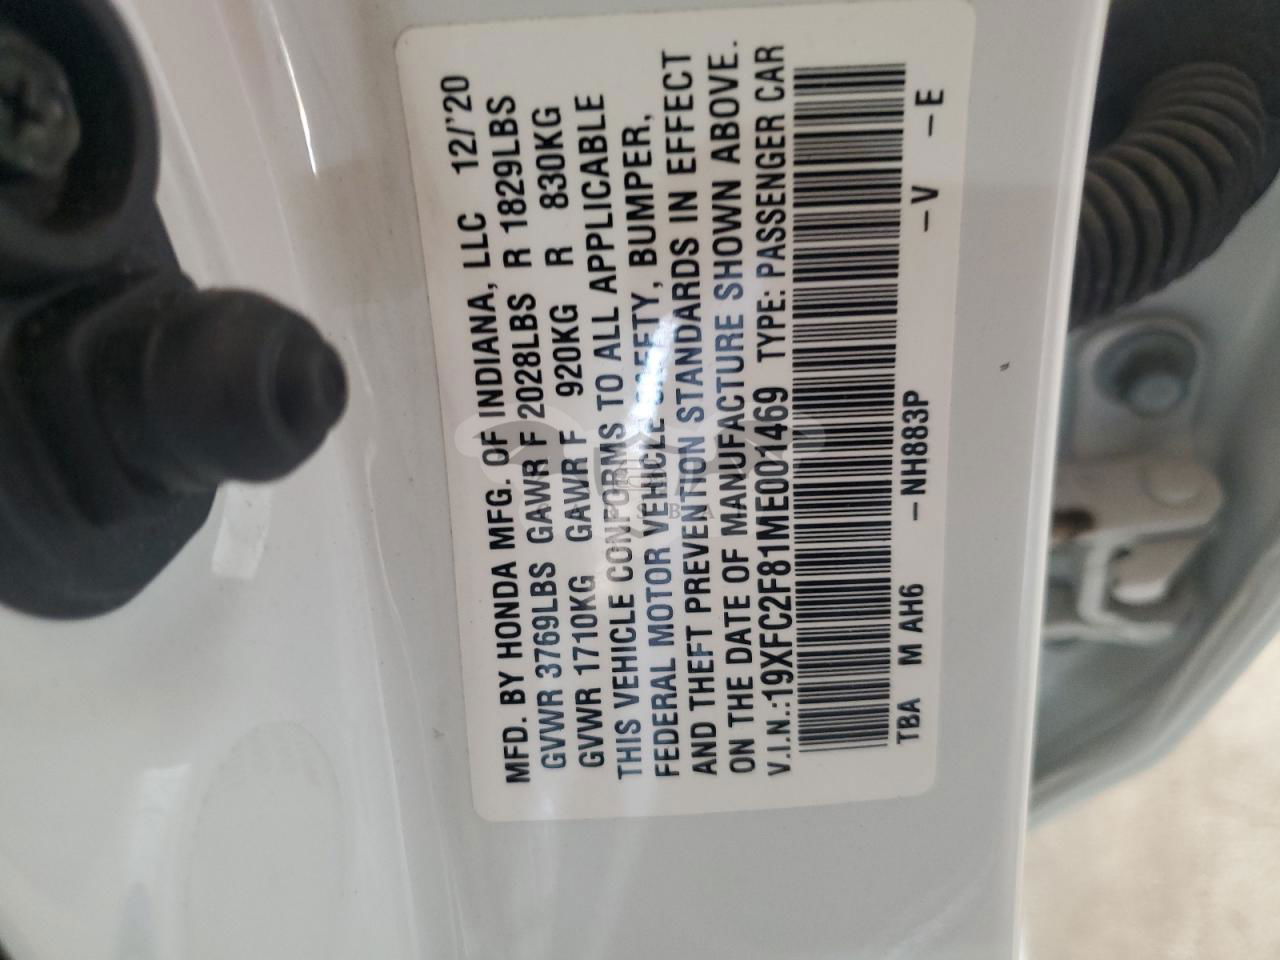 MFD. BY HONDA MFG. OF INDIANA, LLC 12/'20
GVWR 3769LBS GAWR F 2028LBS R 1829LBS
GVWR 1710KG GAWR F 920KG R 830KG
THIS VEHICLE CONFORMS TO ALL APPLICABLE
FEDERAL MOTOR VEHICLE SAFETY, BUMPER,
AND THEFT PREVENTION STANDARDS IN EFFECT
ON THE DATE OF MANUFACTURE SHOWN ABOVE.
V.I.N.:19XFC2F81ME001469 TYPE: PASSENGER CAR
TBA M AH6 –NH883P –V –E